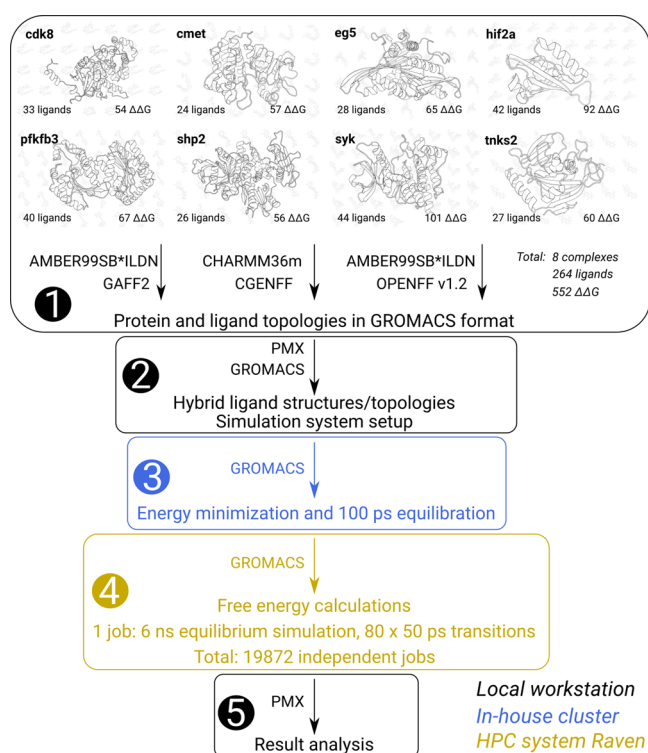 cdk8
33 ligands 54 ΔΔG
cmet
24 ligands 57 ΔΔG
eg5
28 ligands 65 ΔΔG
hif2a
42 ligands 92 ΔΔG
pfkfb3
40 ligands 67 ΔΔG
shp2
26 ligands 56 ΔΔG
syk
44 ligands 101 ΔΔG
tnks2
27 ligands 60 ΔΔG
AMBER99SB*ILDN
GAFF2
CHARMM36m
CGENFF
AMBER99SB*ILDN
OPENFF v1.2
Total: 8 complexes
264 ligands
552 ΔΔG
1
Protein and ligand topologies in GROMACS format
2
PMX
GROMACS
Hybrid ligand structures/topologies
Simulation system setup
3
GROMACS
Energy minimization and 100 ps equilibration
4
GROMACS
Free energy calculations
1 job: 6 ns equilibrium simulation, 80 x 50 ps transitions
Total: 19872 independent jobs
5
PMX
Result analysis
Local workstation
In-house cluster
HPC system Raven